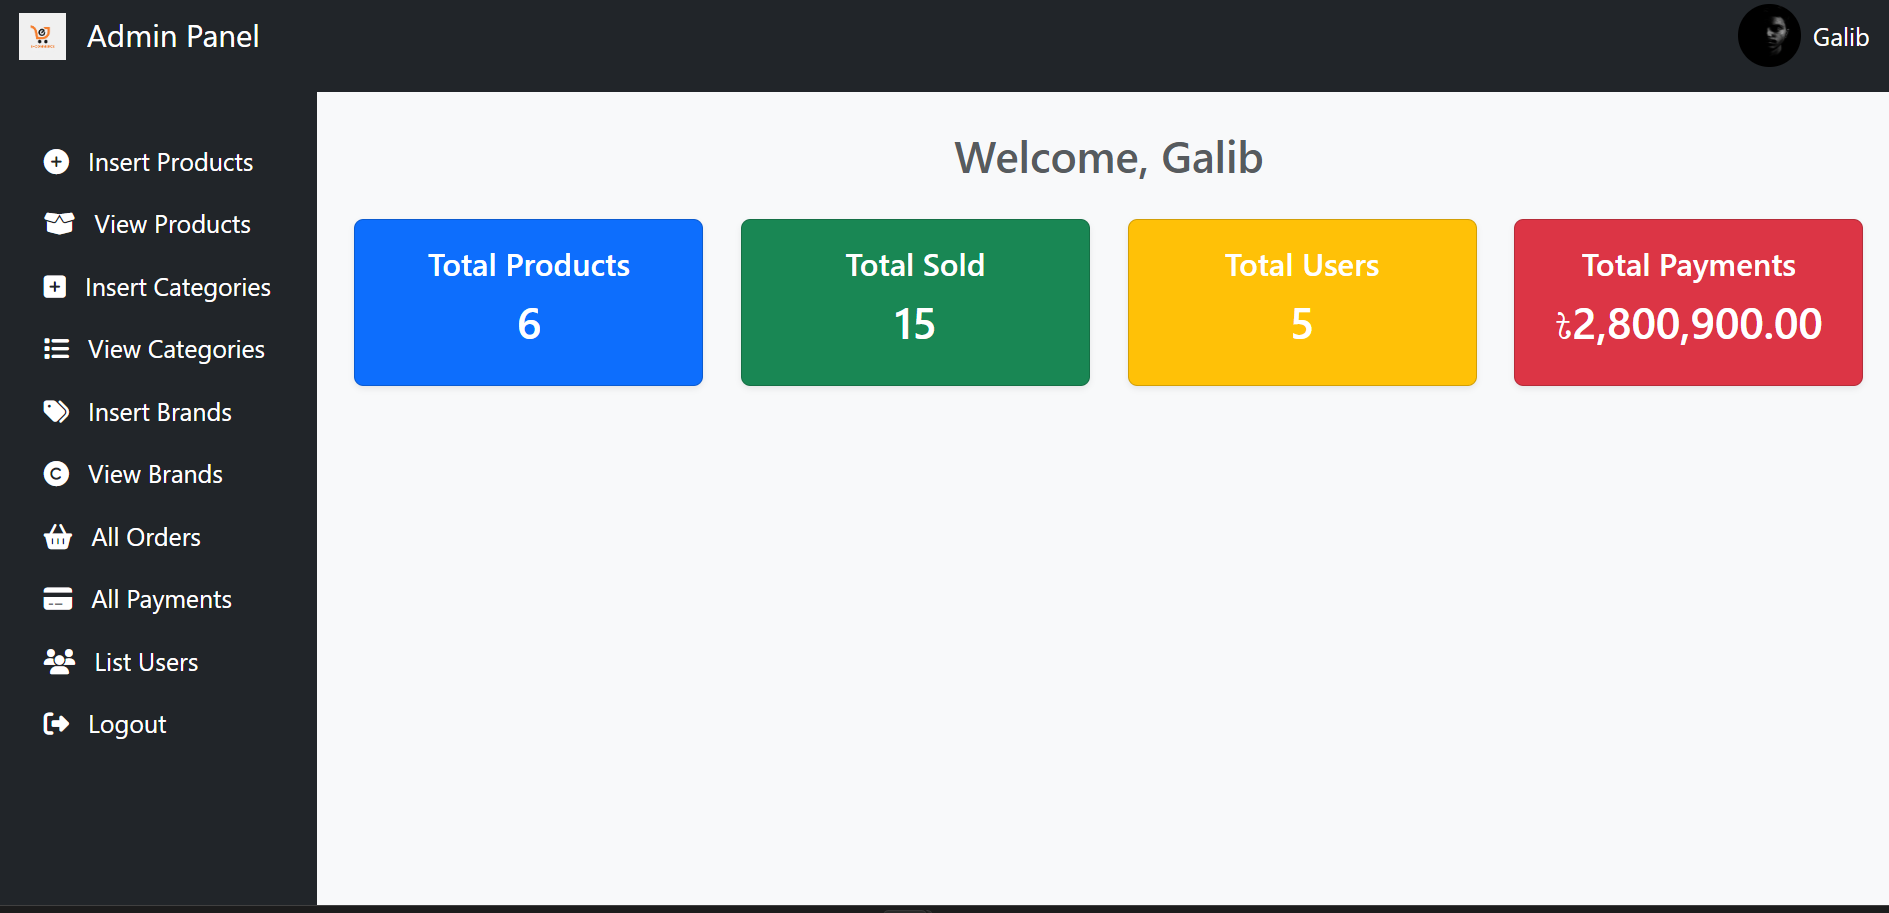 Admin Panel
Galib
Insert Products
View Products
Insert Categories
View Categories
Insert Brands
View Brands
All Orders
All Payments
List Users
Logout
Welcome, Galib
Total Products
6
Total Sold
15
Total Users
5
Total Payments
৳2,800,900.00